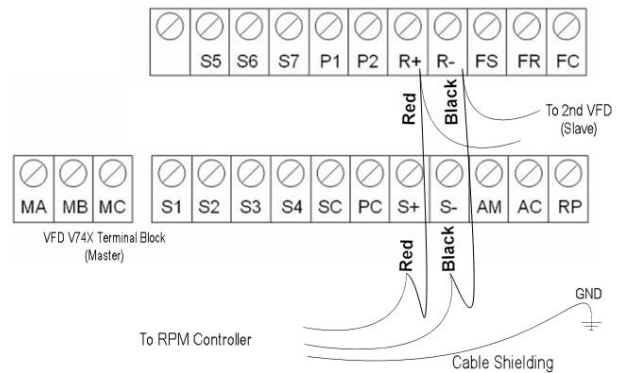 S5 S6 S7 P1 P2 R+ R- FS FR FC
Red
Black
To 2nd VFD
(Slave)
MA MB MC S1 S2 S3 S4 SC PC S+ S- AM AC RP
VFD V74X Terminal Block
(Master)
Red
Black
GND
To RPM Controller
Cable Shielding